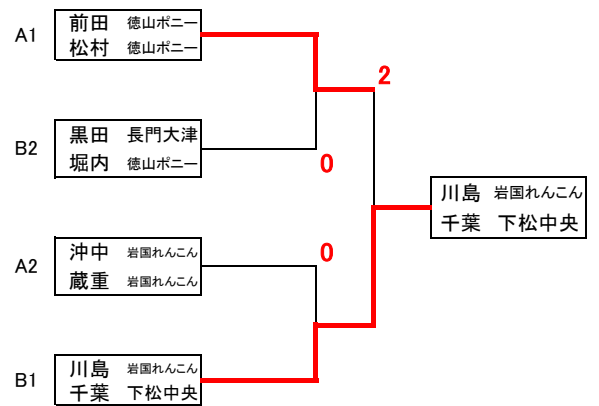 A1
前田 徳山ポニー
松村 徳山ポニー
2
B2
黒田 長門大津
堀内 徳山ポニー
0
川島 岩国れんこん
千葉 下松中央
A2
沖中 岩国れんこん
蔵重 岩国れんこん
0
B1
川島 岩国れんこん
千葉 下松中央